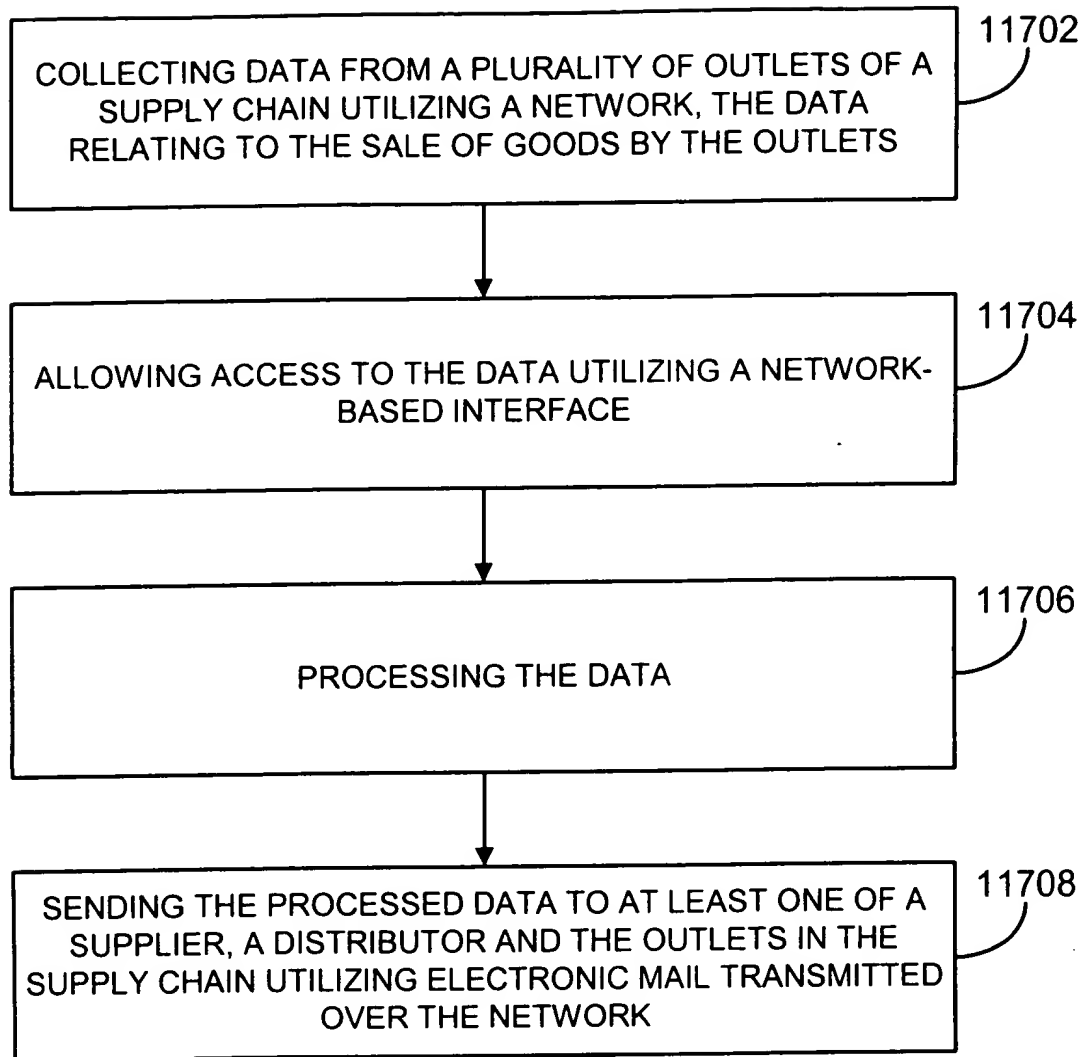 11702
COLLECTING DATA FROM A PLURALITY OF OUTLETS OF A
SUPPLY CHAIN UTILIZING A NETWORK, THE DATA
RELATING TO THE SALE OF GOODS BY THE OUTLETS
11704
ALLOWING ACCESS TO THE DATA UTILIZING A NETWORK-
BASED INTERFACE
11706
PROCESSING THE DATA
11708
SENDING THE PROCESSED DATA TO AT LEAST ONE OF A
SUPPLIER, A DISTRIBUTOR AND THE OUTLETS IN THE
SUPPLY CHAIN UTILIZING ELECTRONIC MAIL TRANSMITTED
OVER THE NETWORK